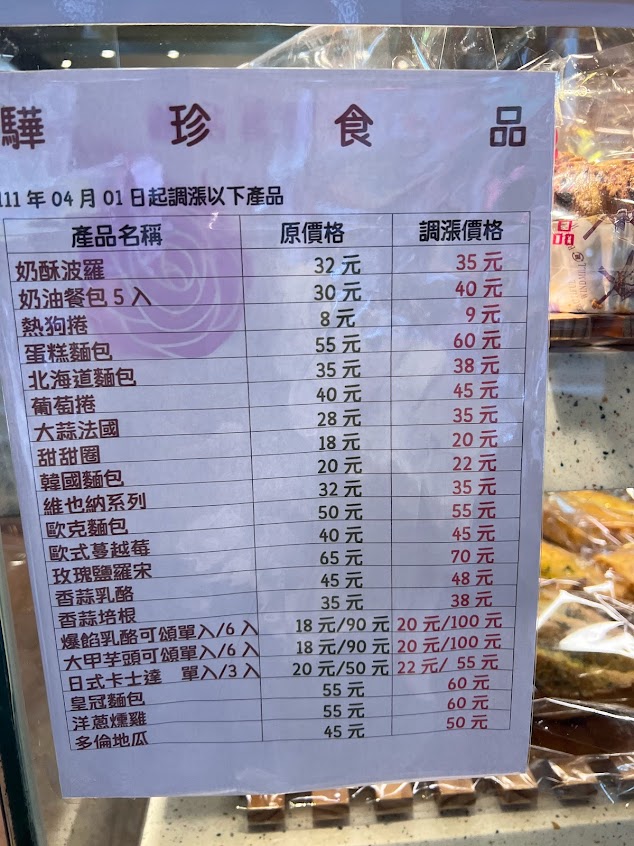 驊珍食品
111 年 04 月 01 日起調漲以下產品
產品名稱 原價格 調漲價格
奶酥波羅 32 元 35 元
奶油餐包 5 入 30 元 40 元
熱狗捲 8 元 9 元
蛋糕麵包 55 元 60 元
北海道麵包 35 元 38 元
葡萄捲 40 元 45 元
大蒜法國 28 元 35 元
甜甜圈 18 元 20 元
韓國麵包 20 元 22 元
維也納系列 32 元 35 元
歐克麵包 50 元 55 元
歐式蔓越莓 40 元 45 元
玫瑰鹽羅宋 65 元 70 元
香蒜乳酪 45 元 48 元
香蒜培根 35 元 38 元
爆餡乳酪可頌單入/6 入 18 元/90 元 20 元/100 元
大甲芋頭可頌單入/6 入 18 元/90 元 20 元/100 元
日式卡士達 單入/3 入 20 元/50 元 22 元/ 55 元
皇冠麵包 55 元 60 元
洋蔥燻雞 55 元 60 元
多倫地瓜 45 元 50 元